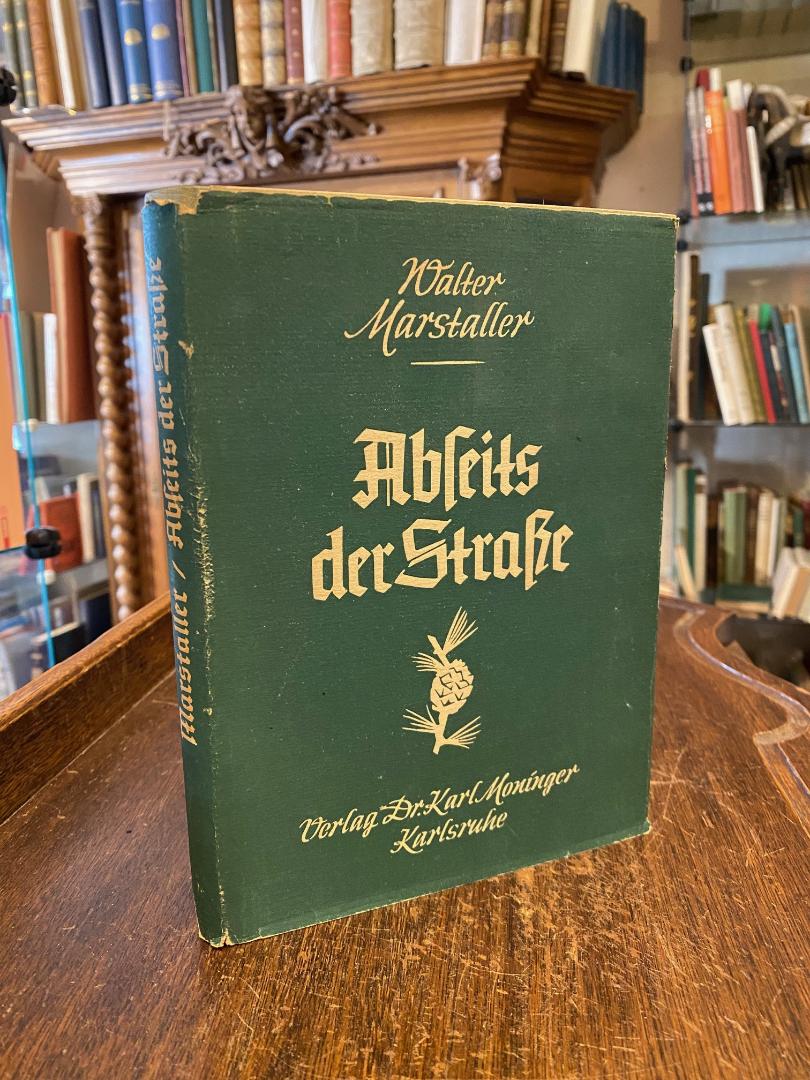 Marstaller / Abseits der Straße
Walter
Marstaller
Abseits
der Straße
Verlag Dr. Karl Moninger
Karlsruhe